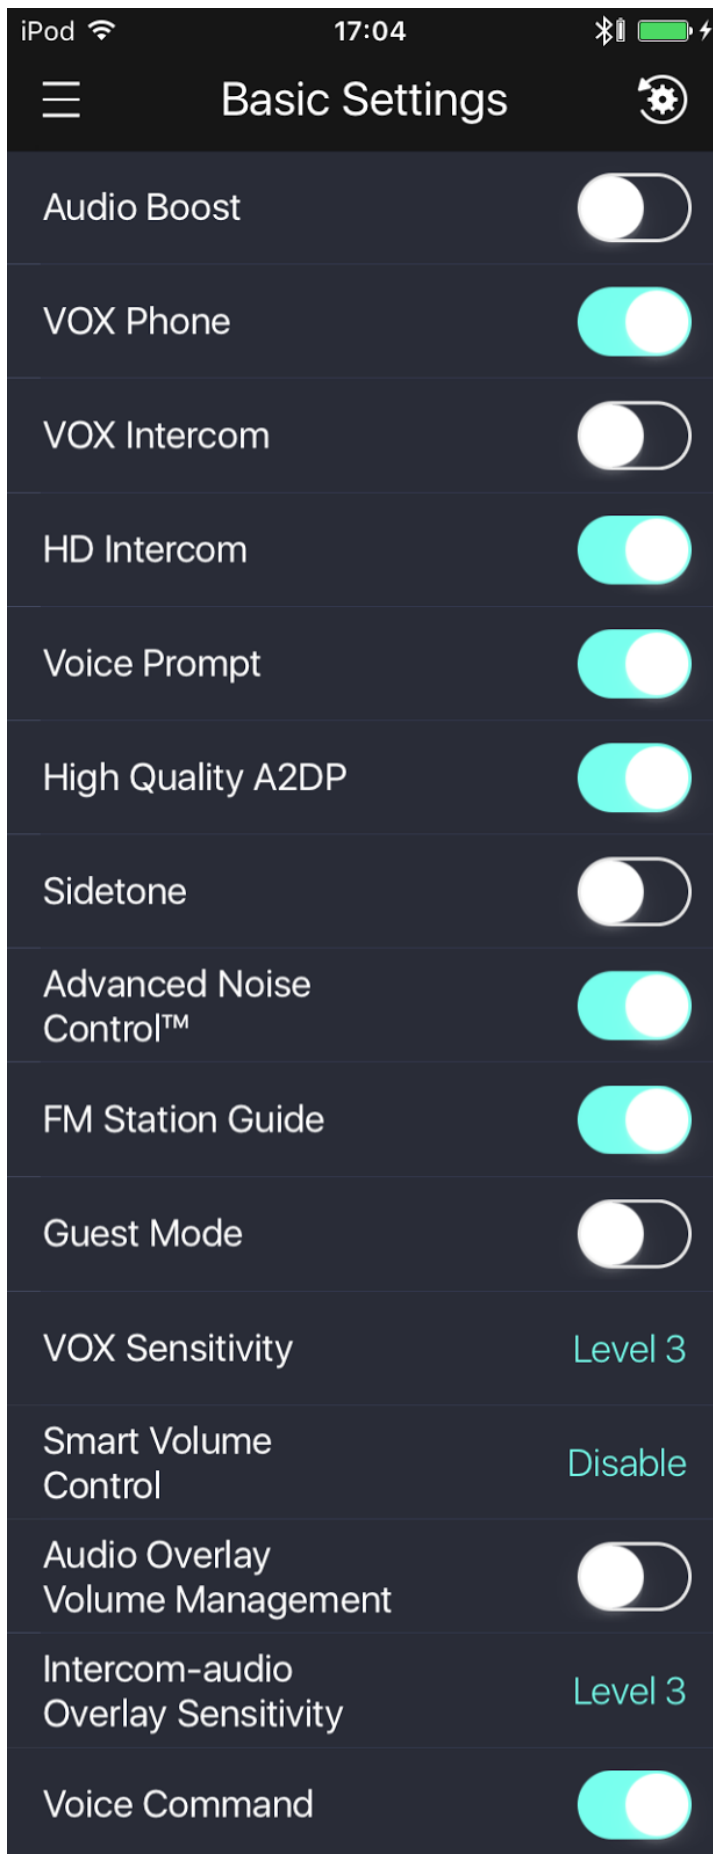 iPod 17:04
Basic Settings
Audio Boost
VOX Phone
VOX Intercom
HD Intercom
Voice Prompt
High Quality A2DP
Sidetone
Advanced Noise
Control™
FM Station Guide
Guest Mode
VOX Sensitivity Level 3
Smart Volume
Control Disable
Audio Overlay
Volume Management
Intercom-audio
Overlay Sensitivity Level 3
Voice Command